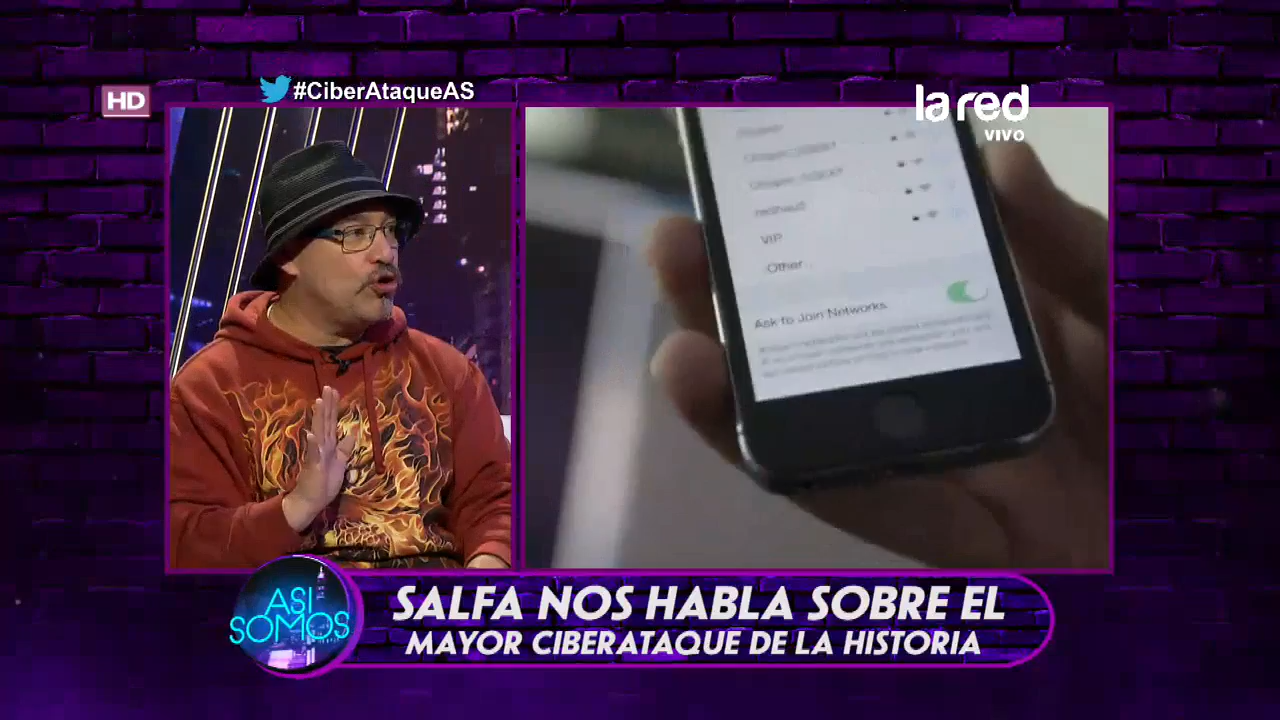 HD
#CiberAtaqueAS
la red
VIVO
VIP
Other...
Ask to Join Networks
ASI
SOMOS
SALFA NOS HABLA SOBRE EL
MAYOR CIBERATAQUE DE LA HISTORIA